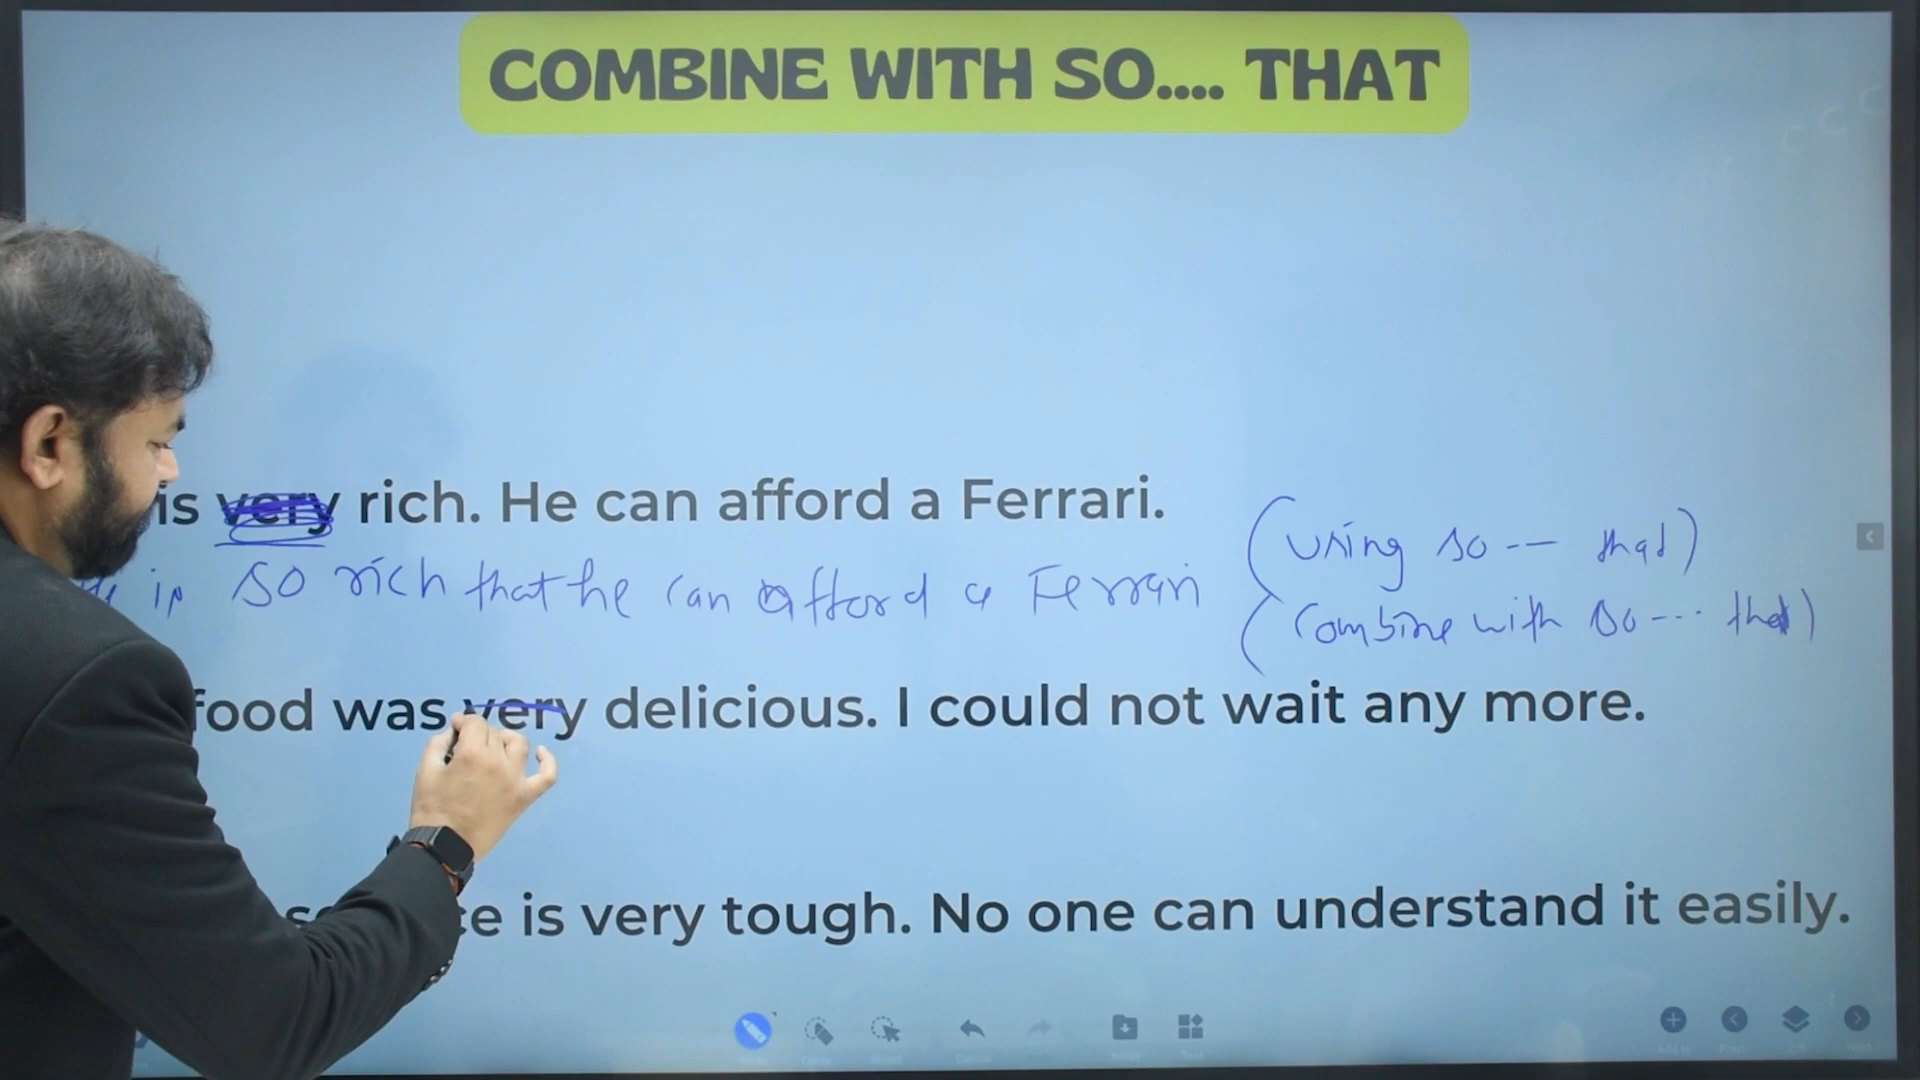 COMBINE WITH SO.... THAT
is very rich. He can afford a Ferrari.
is so rich that he can afford a Ferrari
(using so --- that)
(combine with so --- that)
food was very delicious. I could not wait any more.
is very tough. No one can understand it easily.